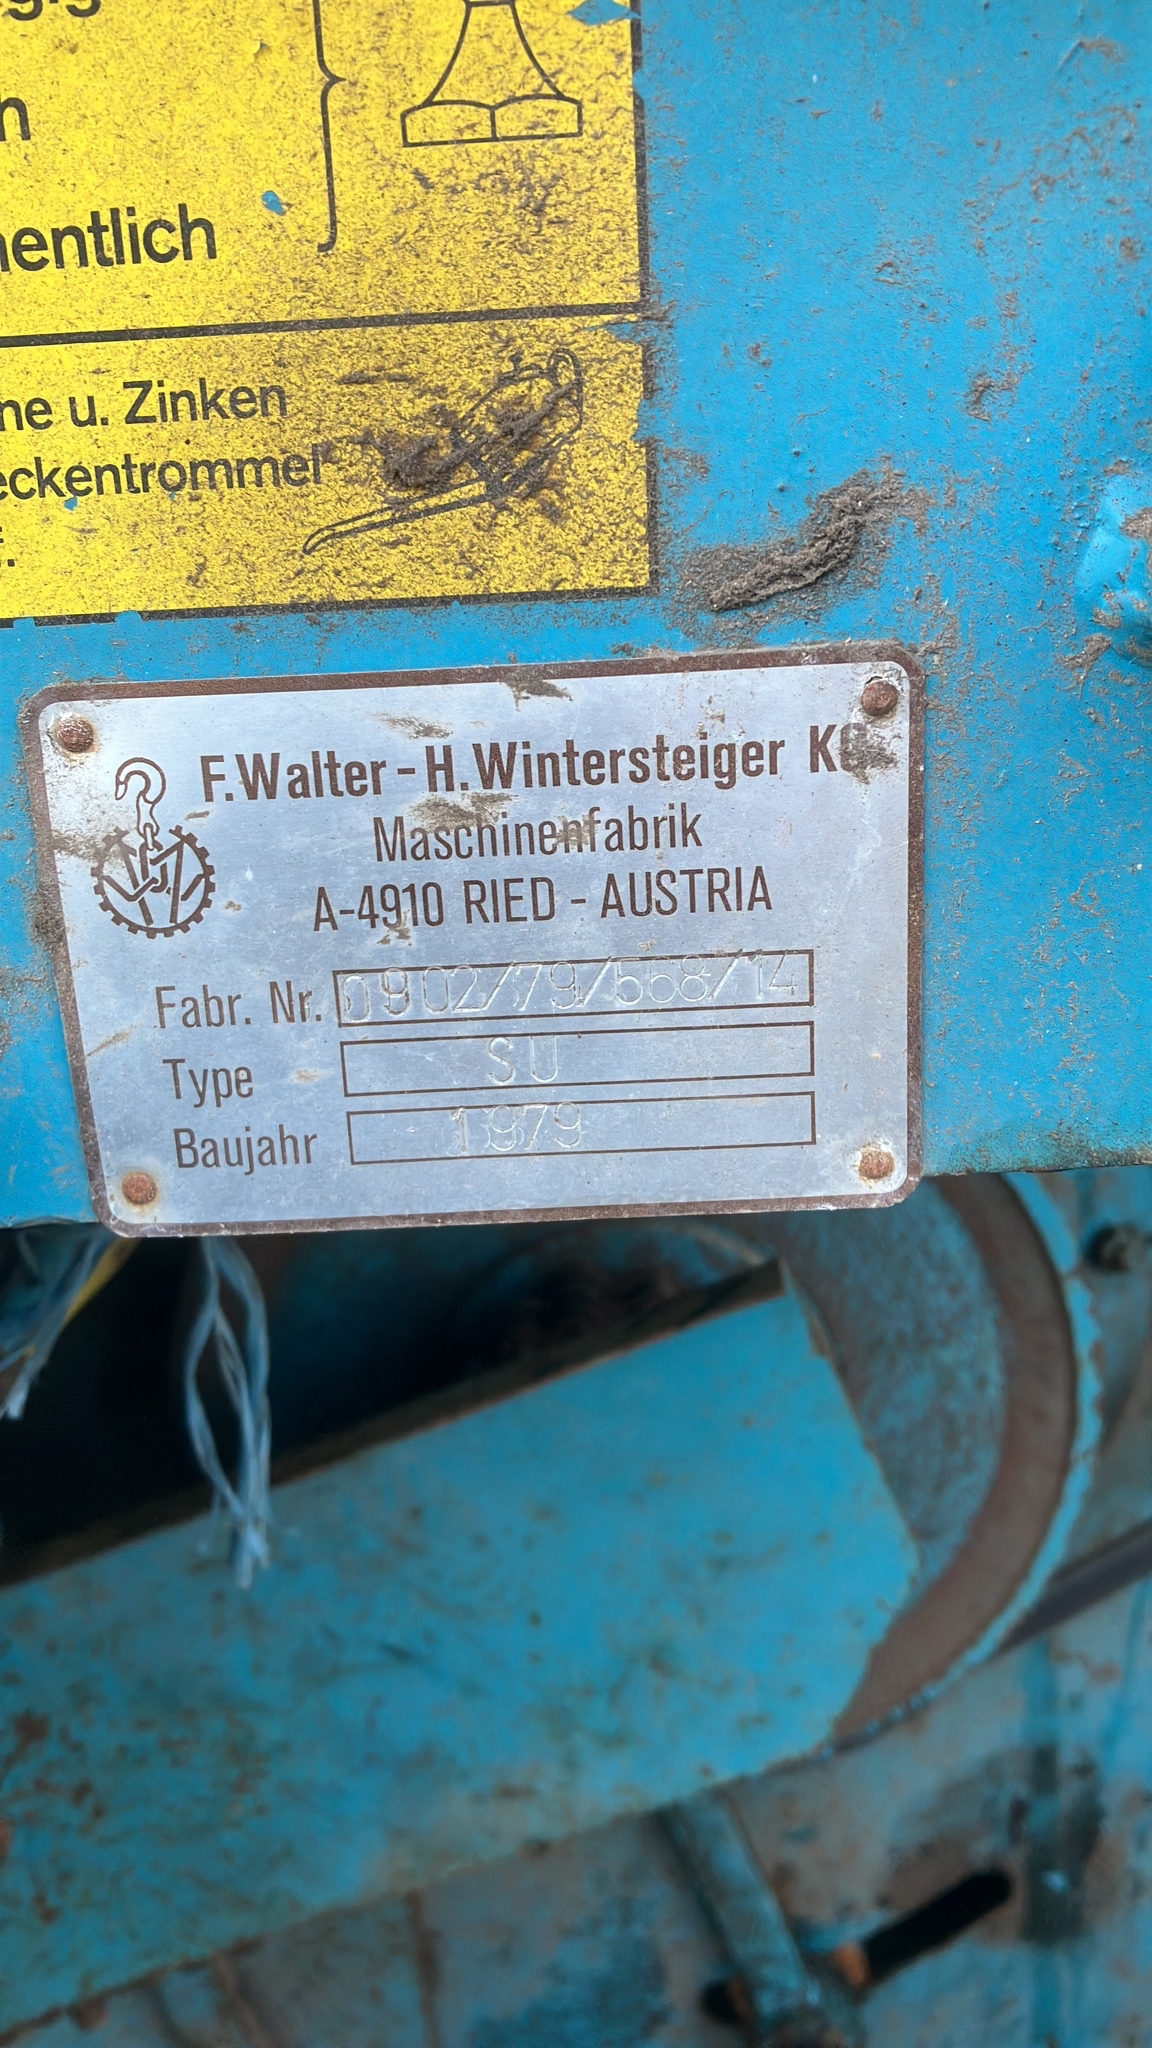 h
entlich
ne u. Zinken
eckentrommel
F.Walter-H.Wintersteiger KG
Maschinenfabrik
A-4910 RIED - AUSTRIA
Fabr. Nr. 0902/79/568/14
Type SU
Baujahr 1979